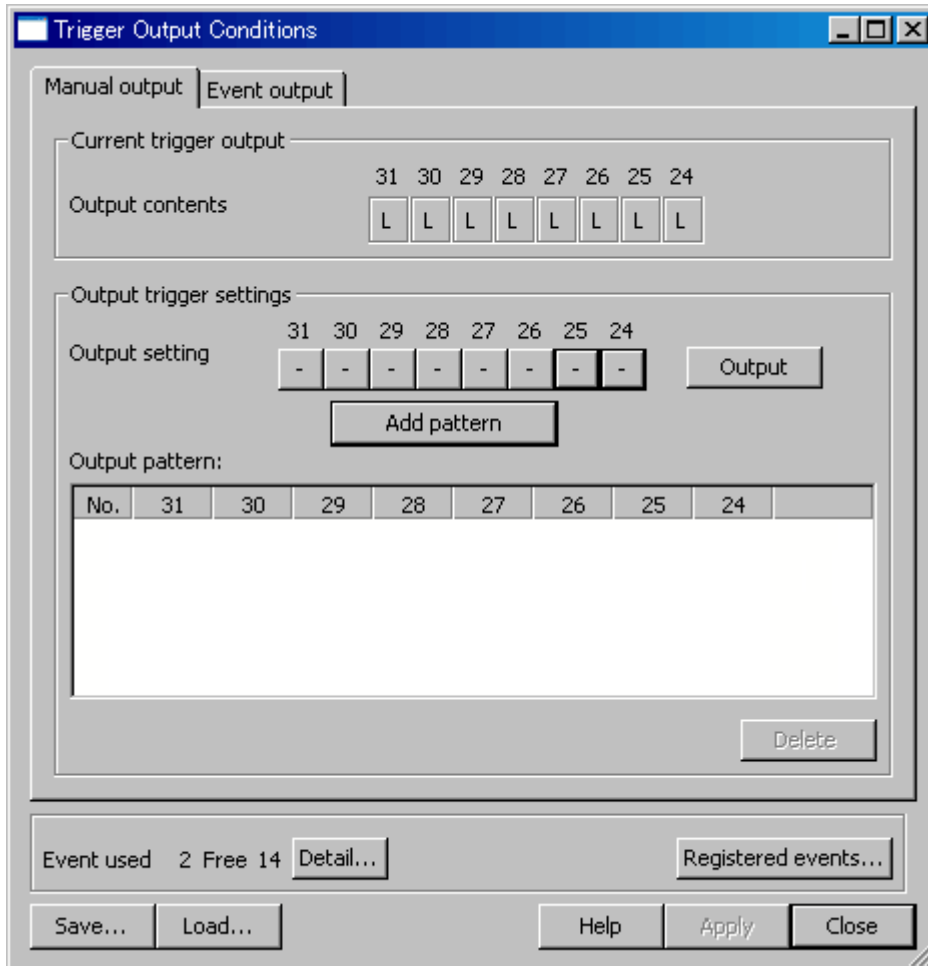 Trigger Output Conditions
Manual output Event output
Current trigger output
31 30 29 28 27 26 25 24
Output contents L L L L L L L L
Output trigger settings
31 30 29 28 27 26 25 24
Output setting - - - - - - - - Output
Add pattern
Output pattern:
No. 31 30 29 28 27 26 25 24
Delete
Event used 2 Free 14 Detail... Registered events...
Save... Load... Help Apply Close